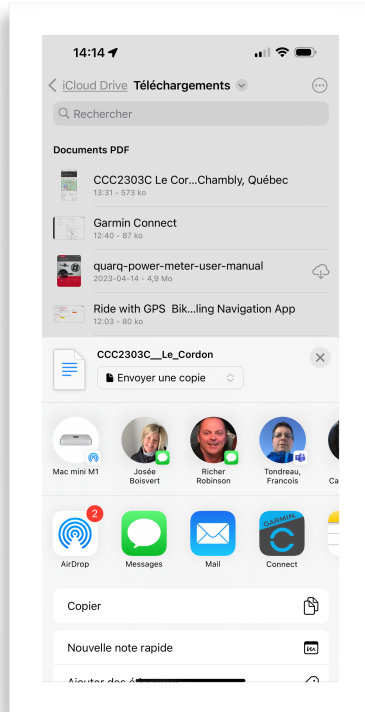 14:14
iCloud Drive Téléchargements
Rechercher
Documents PDF
CCC2303C Le Cor...Chambly, Québec
13:31 - 573 ko
Garmin Connect
12:40 - 87 ko
quarq-power-meter-user-manual
2023-04-14 - 4,9 Mo
Ride with GPS Bik...ling Navigation App
12:03 - 80 ko
CCC2303C__Le_Cordon
Envoyer une copie
Mac mini M1
Josée
Boisvert
Richer
Robinson
Tondreau,
Francois
Ca
2
GARMIN
AirDrop
Messages
Mail
Connect
Copier
Nouvelle note rapide
Ajouter des